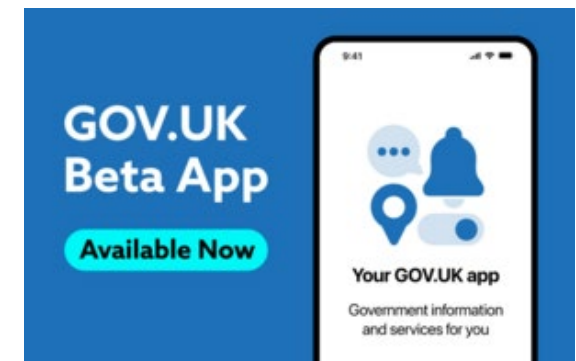 GOV.UK
Beta App
Available Now
9:41
Your GOV.UK app
Government information
and services for you